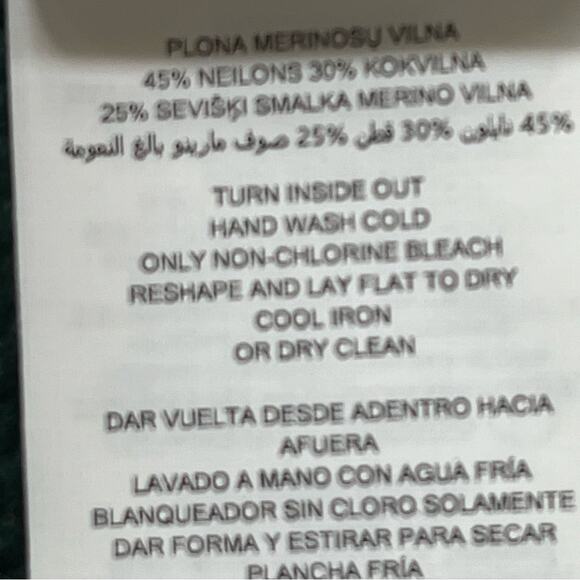 PLONA MERINOSŲ VILNA
45% NEILONS 30% KOKVILNA
25% SEVIŠĶI SMALKA MERINO VILNA
45% نايلون 30% قطن 25% صوف مارينو بالغ النعومة
TURN INSIDE OUT
HAND WASH COLD
ONLY NON-CHLORINE BLEACH
RESHAPE AND LAY FLAT TO DRY
COOL IRON
OR DRY CLEAN
DAR VUELTA DESDE ADENTRO HACIA
AFUERA
LAVADO A MANO CON AGUA FRÍA
BLANQUEADOR SIN CLORO SOLAMENTE
DAR FORMA Y ESTIRAR PARA SECAR
PLANCHA FRÍA